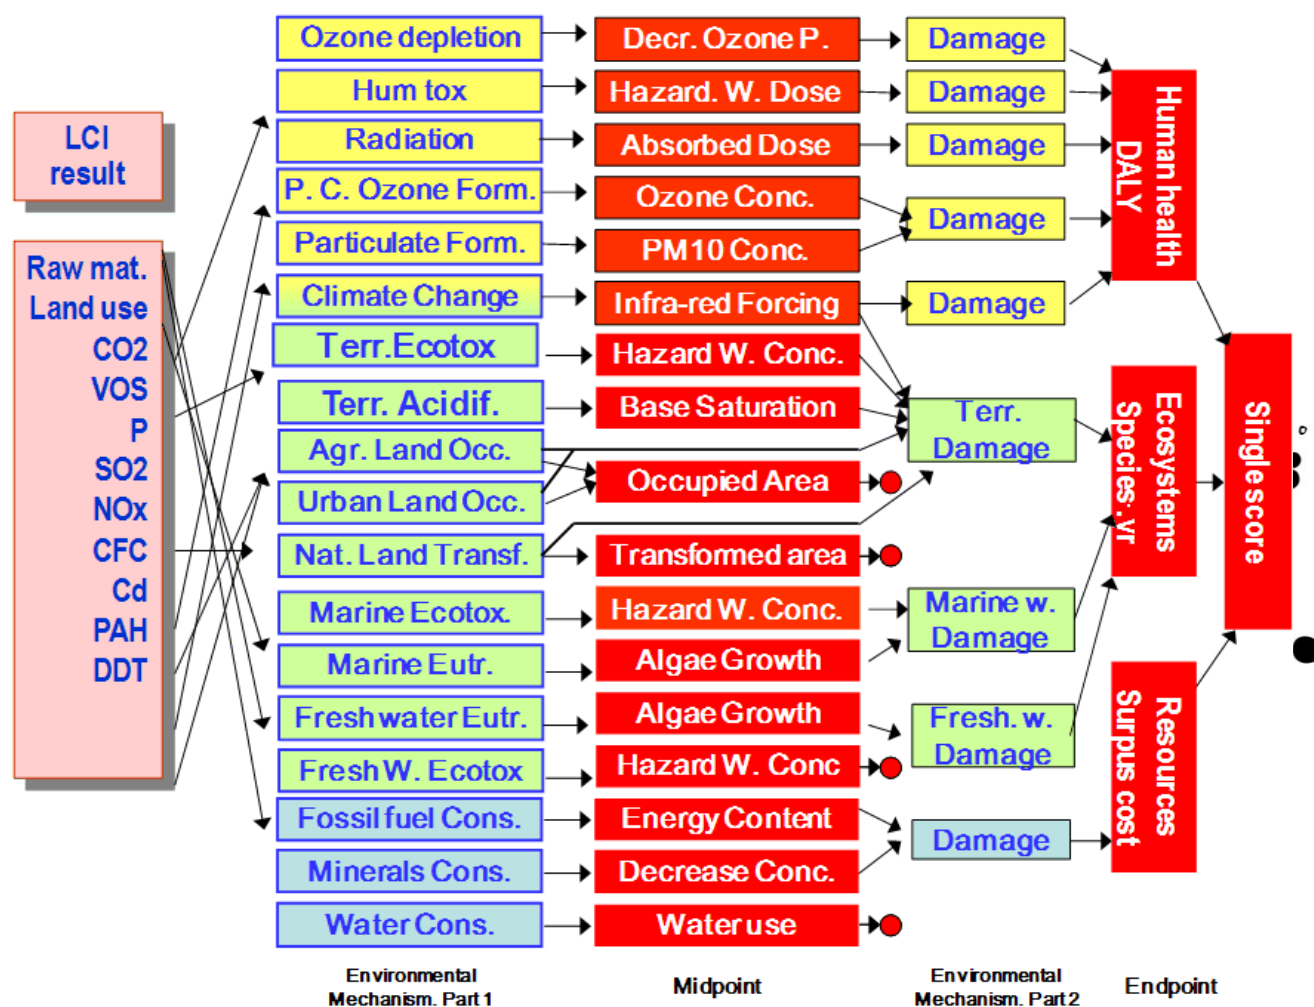 LCI
result
Raw mat.
Land use
CO2
VOS
P
SO2
NOx
CFC
Cd
PAH
DDT
Ozone depletion
Hum tox
Radiation
P. C. Ozone Form.
Particulate Form.
Climate Change
Terr.Ecotox
Terr. Acidif.
Agr. Land Occ.
Urban Land Occ.
Nat. Land Transf.
Marine Ecotox.
Marine Eutr.
Freshwater Eutr.
Fresh W. Ecotox
Fossil fuel Cons.
Minerals Cons.
Water Cons.
Environmental
Mechanism. Part 1
Decr. Ozone P.
Hazard. W. Dose
Absorbed Dose
Ozone Conc.
PM10 Conc.
Infra-red Forcing
Hazard W. Conc.
Base Saturation
Occupied Area
Transformed area
Hazard W. Conc.
Algae Growth
Algae Growth
Hazard W. Conc
Energy Content
Decrease Conc.
Water use
Midpoint
Damage
Damage
Damage
Damage
Damage
Terr.
Damage
Marine w.
Damage
Fresh. w.
Damage
Damage
Environmental
Mechanism. Part 2
Human health
DALY
Ecosystems
Species. yr
Resources
Surpus cost
Endpoint
Single score